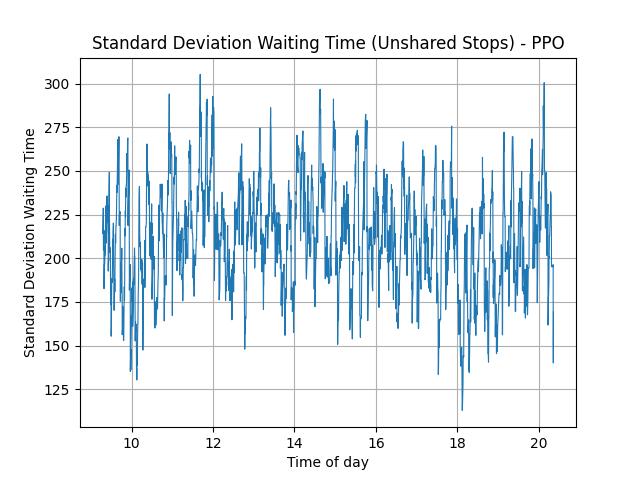 Standard Deviation Waiting Time (Unshared Stops) - PPO
Standard Deviation Waiting Time
300
275
250
225
200
175
150
125
10 12 14 16 18 20
Time of day